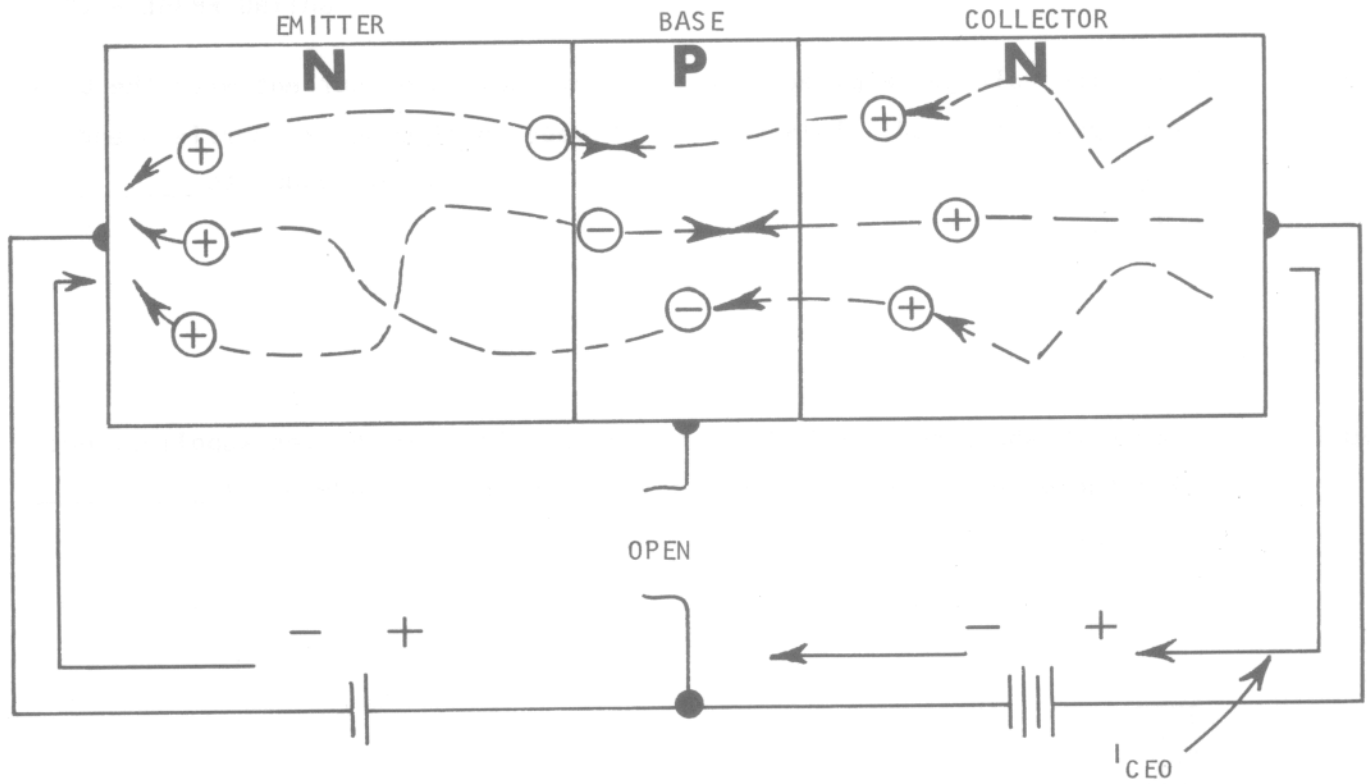 EMITTER BASE COLLECTOR
N P N
+ − +
− +
+ − +
OPEN
− + − +
I CEO